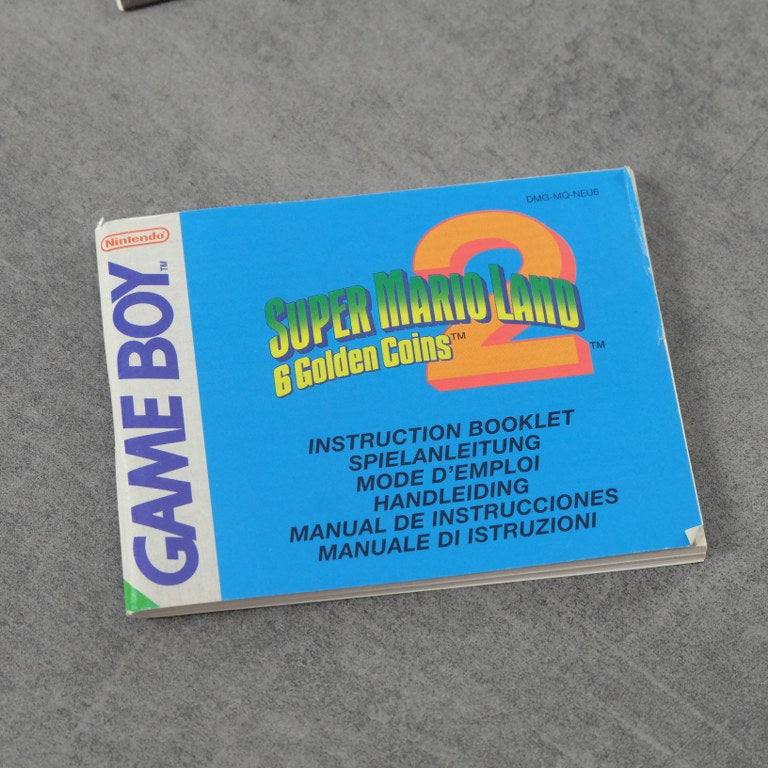 DMG-MQ-NEU6
Nintendo
GAME BOY™
SUPER MARIO LAND 2™
6 Golden Coins™
INSTRUCTION BOOKLET
SPIELANLEITUNG
MODE D'EMPLOI
HANDLEIDING
MANUAL DE INSTRUCCIONES
MANUALE DI ISTRUZIONI